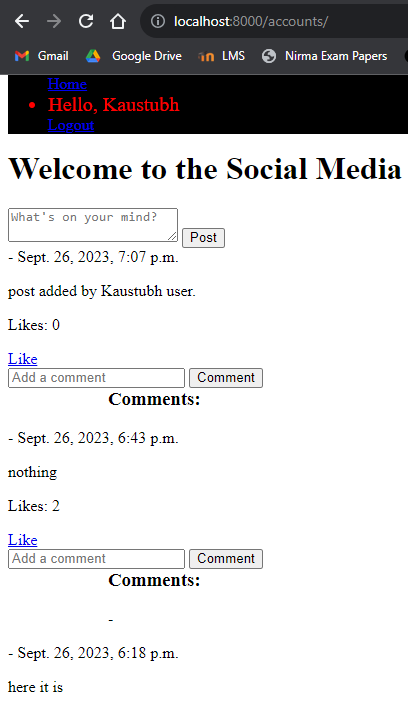 localhost:8000/accounts/
Gmail Google Drive LMS Nirma Exam Papers
Home
Hello, Kaustubh
Logout
Welcome to the Social Media
What's on your mind? Post
- Sept. 26, 2023, 7:07 p.m.
post added by Kaustubh user.
Likes: 0
Like
Add a comment Comment
Comments:
- Sept. 26, 2023, 6:43 p.m.
nothing
Likes: 2
Like
Add a comment Comment
Comments:
-
- Sept. 26, 2023, 6:18 p.m.
here it is